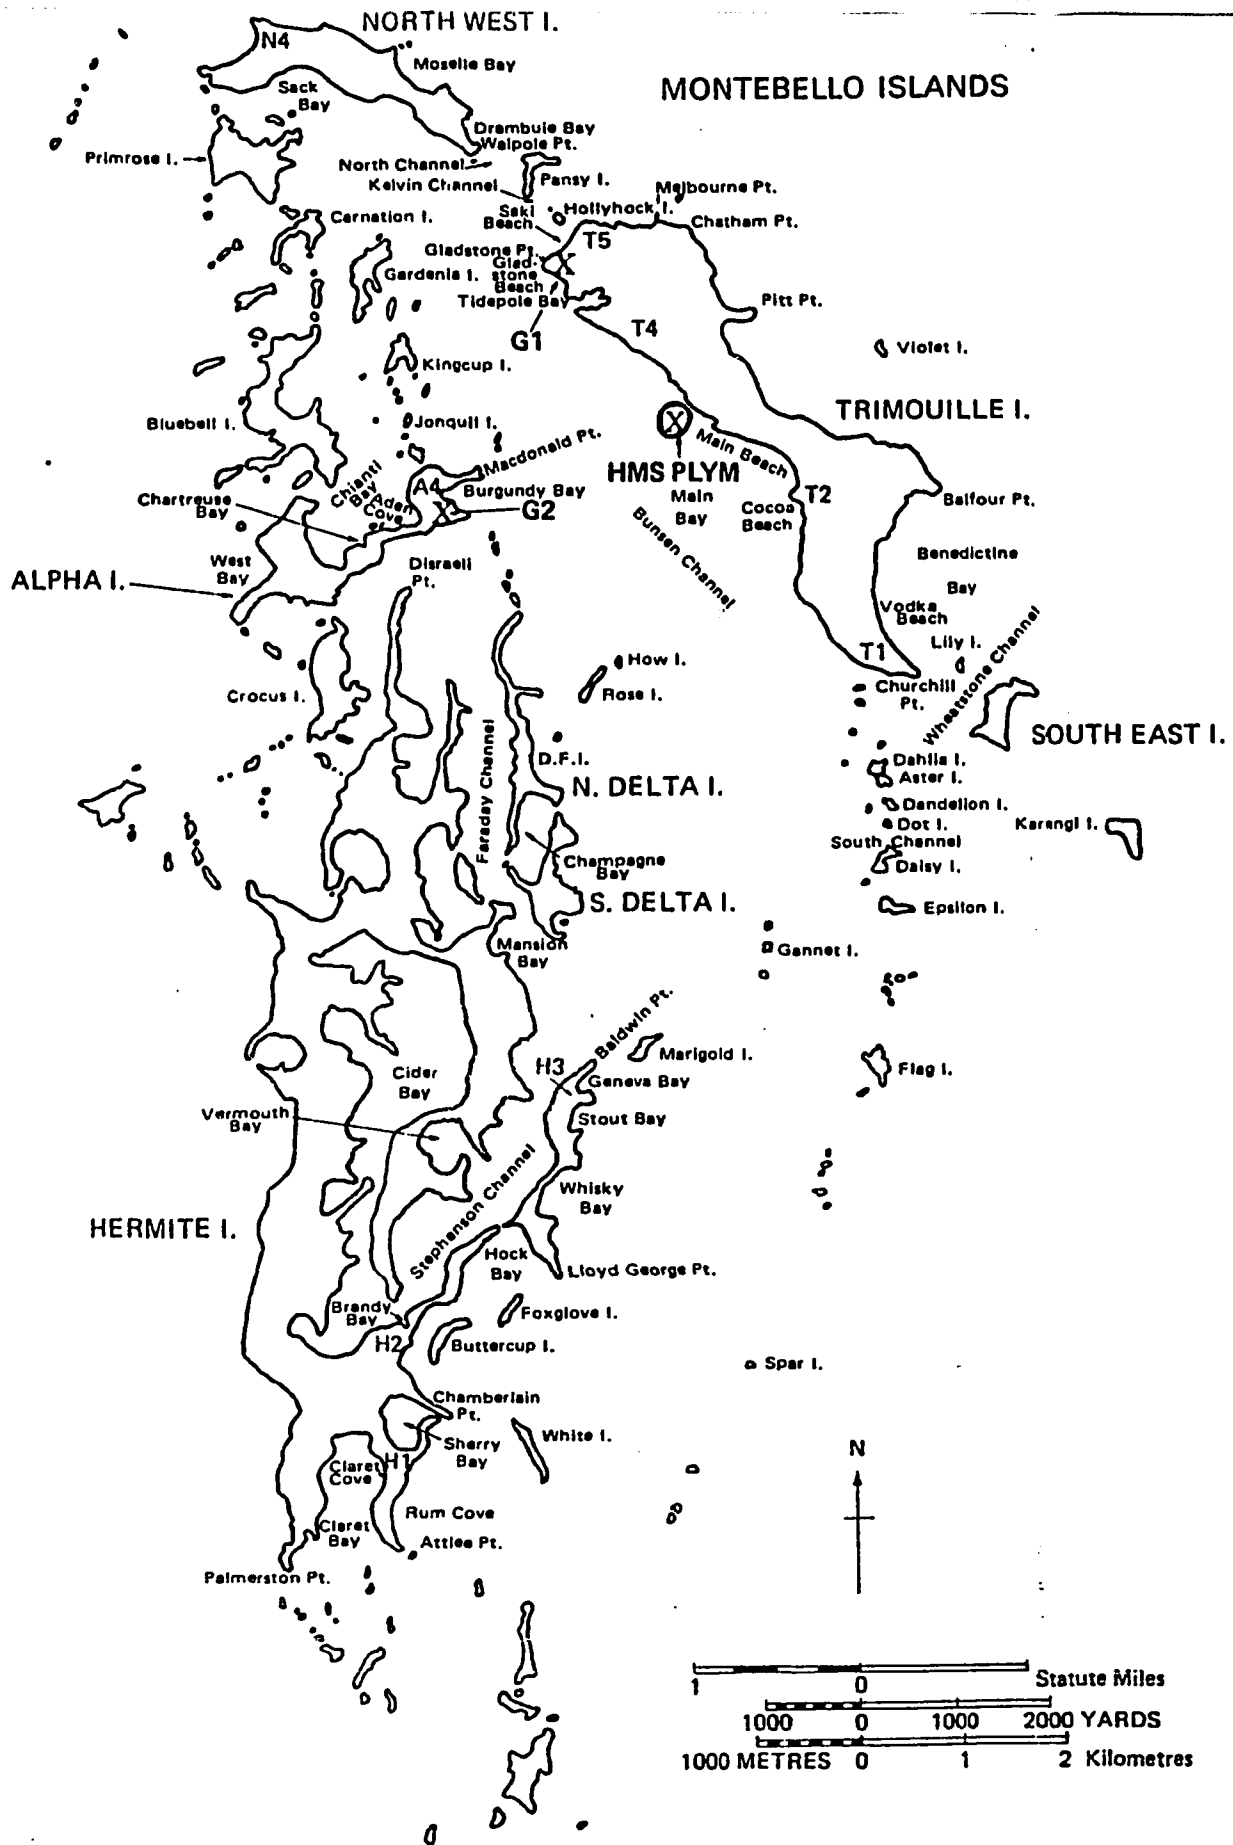 NORTH WEST I.
N4
Moselle Bay
MONTEBELLO ISLANDS
Sack
Bay
Drambuie Bay
Walpole Pt.
Primrose I.
North Channel
Kelvin Channel
Pansy I.
Melbourne Pt.
Saki
Beach
Hollyhock I.
Chatham Pt.
Carnation I.
T5
Gladstone Pt.
Glad-
stone
Beach
X
Gardenia I.
Tidepole Bay
Pitt Pt.
G1
T4
Violet I.
Kingcup I.
TRIMOUILLE I.
Bluebell I.
Jonquil I.
X
Macdonald Pt.
Main Beach
HMS PLYM
Chianti
Bay
A4
Burgundy Bay
Main
Bay
T2
Balfour Pt.
Chartreuse
Bay
Aden
Cove
X
G2
Cocoa
Beach
Bunsen Channel
West
Bay
Disraeli
Pt.
Benedictine
Bay
ALPHA I.
Vodka
Beach
T1
Lily I.
How I.
Rose I.
Crocus I.
Churchill
Pt.
Wheatstone Channel
SOUTH EAST I.
Faraday Channel
D.F.I.
Dahlia I.
Aster I.
N. DELTA I.
Dandelion I.
Dot I.
Karangi I.
South Channel
Champagne
Bay
Daisy I.
S. DELTA I.
Epsilon I.
Mansion
Bay
Gannet I.
Baldwin Pt.
Marigold I.
H3
Geneva Bay
Flag I.
Cider
Bay
Vermouth
Bay
Stout Bay
Stephenson Channel
Whisky
Bay
HERMITE I.
Hock
Bay
Lloyd George Pt.
Brandy
Bay
Foxglove I.
H2
Buttercup I.
Spar I.
Chamberlain
Pt.
White I.
Sherry
Bay
N
Claret
Cove
H1
Claret
Bay
Rum Cove
Attlee Pt.
Palmerston Pt.
1 0 Statute Miles
1000 0 1000 2000 YARDS
1000 METRES 0 1 2 Kilometres